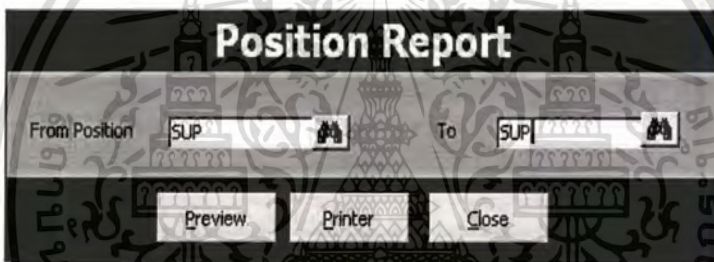 Position Report
From Position SUP To SUP
Preview Printer Close